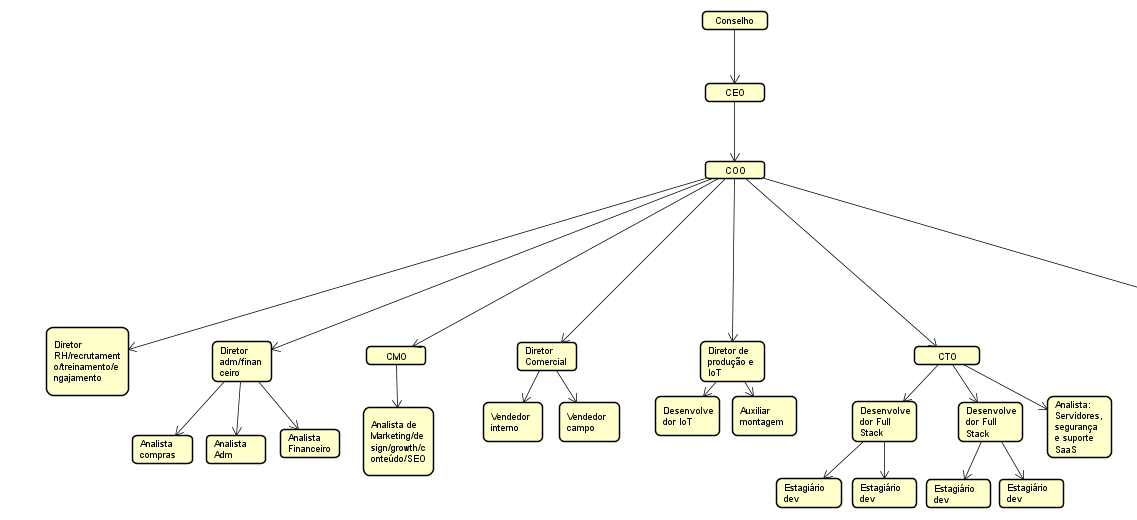 Conselho
CEO
COO
Diretor
RH/recrutament
o/treinamento/e
ngajamento
Diretor
adm/finan
ceiro
CMO
Diretor
Comercial
Diretor de
produção e
IoT
CTO
Analista
compras
Analista
Adm
Analista
Financeiro
Analista de
Marketing/de
sign/growth/c
onteúdo/SEO
Vendedor
interno
Vendedor
campo
Desenvolve
dor IoT
Auxiliar
montagem
Desenvolve
dor Full
Stack
Desenvolve
dor Full
Stack
Analista:
Servidores,
segurança
e suporte
SaaS
Estagiário
dev
Estagiário
dev
Estagiário
dev
Estagiário
dev